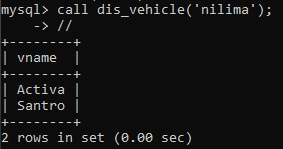 mysql> call dis_vehicle('nilima');
    -> //
+--------+
| vname  |
+--------+
| Activa |
| Santro |
+--------+
2 rows in set (0.00 sec)